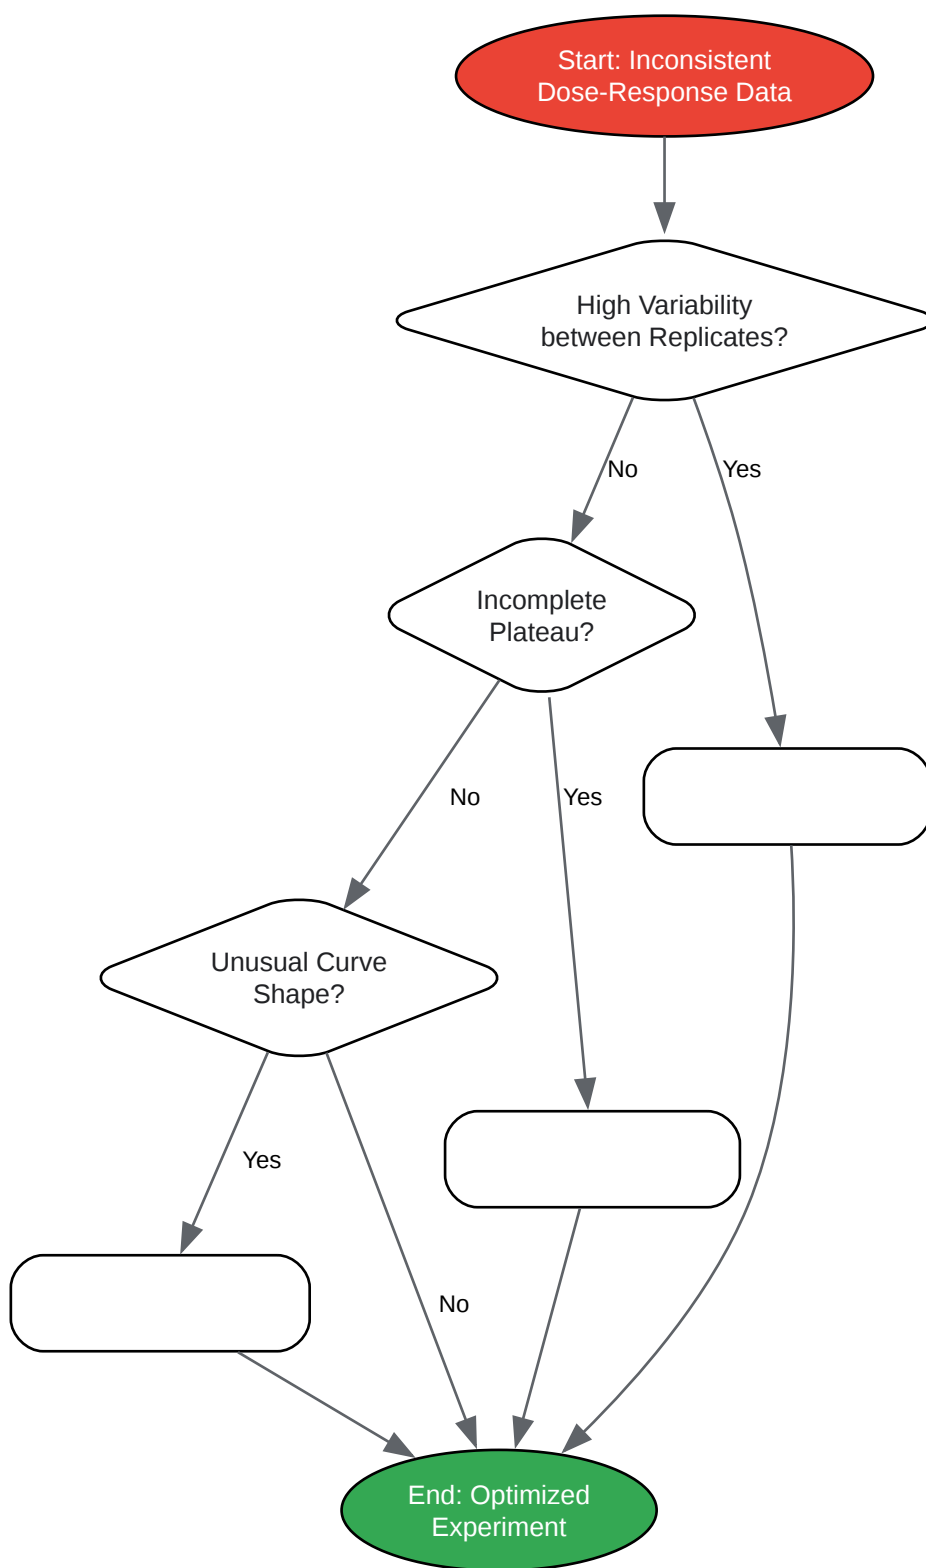 Start: Inconsistent
Dose-Response Data
High Variability
between Replicates?
No
Yes
Incomplete
Plateau?
No
Yes
Unusual Curve
Shape?
Yes
No
End: Optimized
Experiment